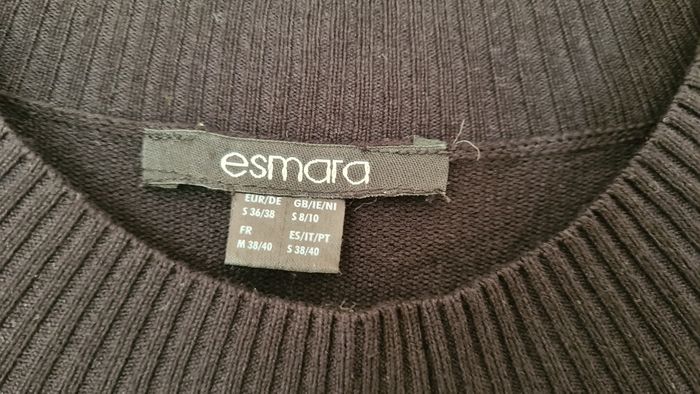 esmara
EUR/DE GB/IE/NI
S 36/38 S 8/10
FR ES/IT/PT
M 38/40 S 38/40